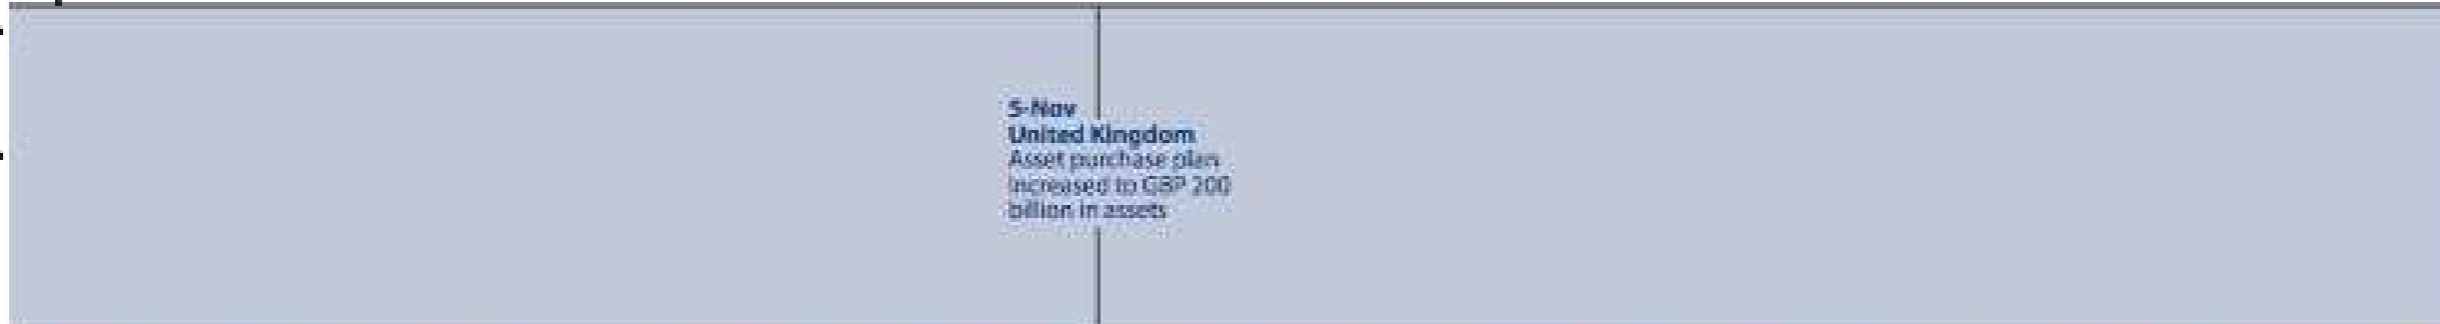 5-Nov
United Kingdom
Asset purchase plan
increased to GBP 200
billion in assets